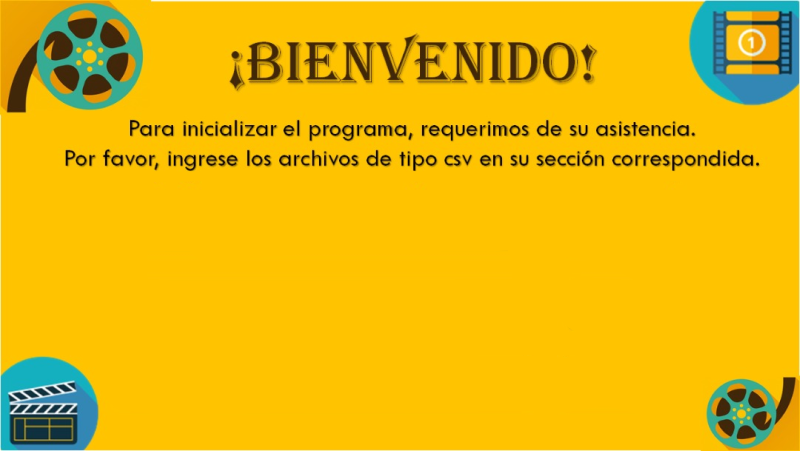 ¡BIENVENIDO!
1
Para inicializar el programa, requerimos de su asistencia.
Por favor, ingrese los archivos de tipo csv en su sección correspondida.